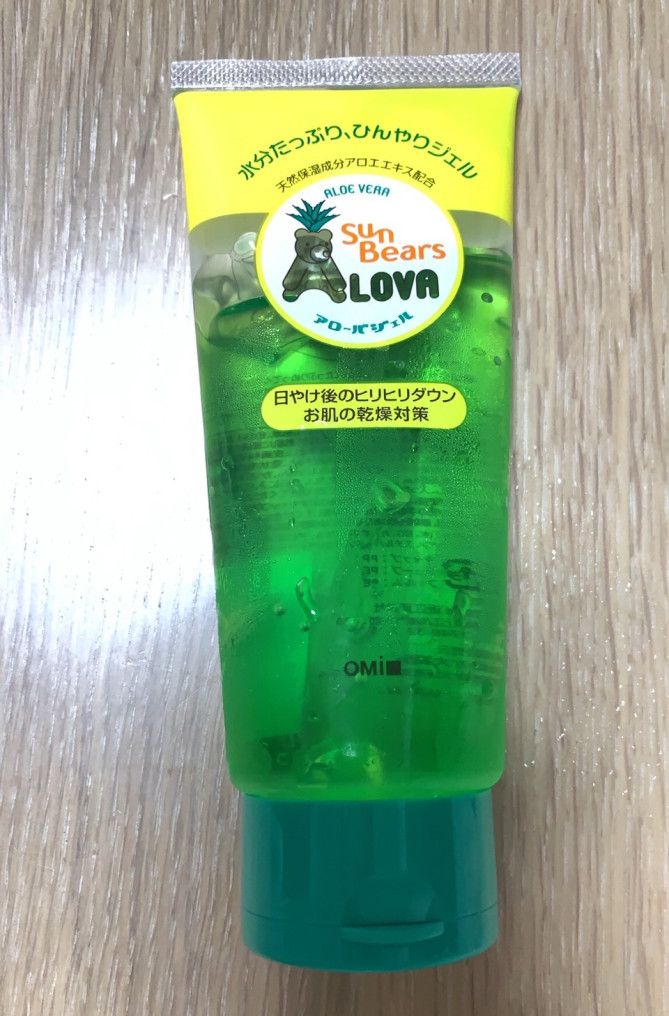 水分たっぷり、ひんやりジェル
天然保湿成分アロエエキス配合
ALOE VERA
Sun
Bears
ALOVA
アローバジェル
日やけ後のヒリヒリダウン
お肌の乾燥対策
OMi